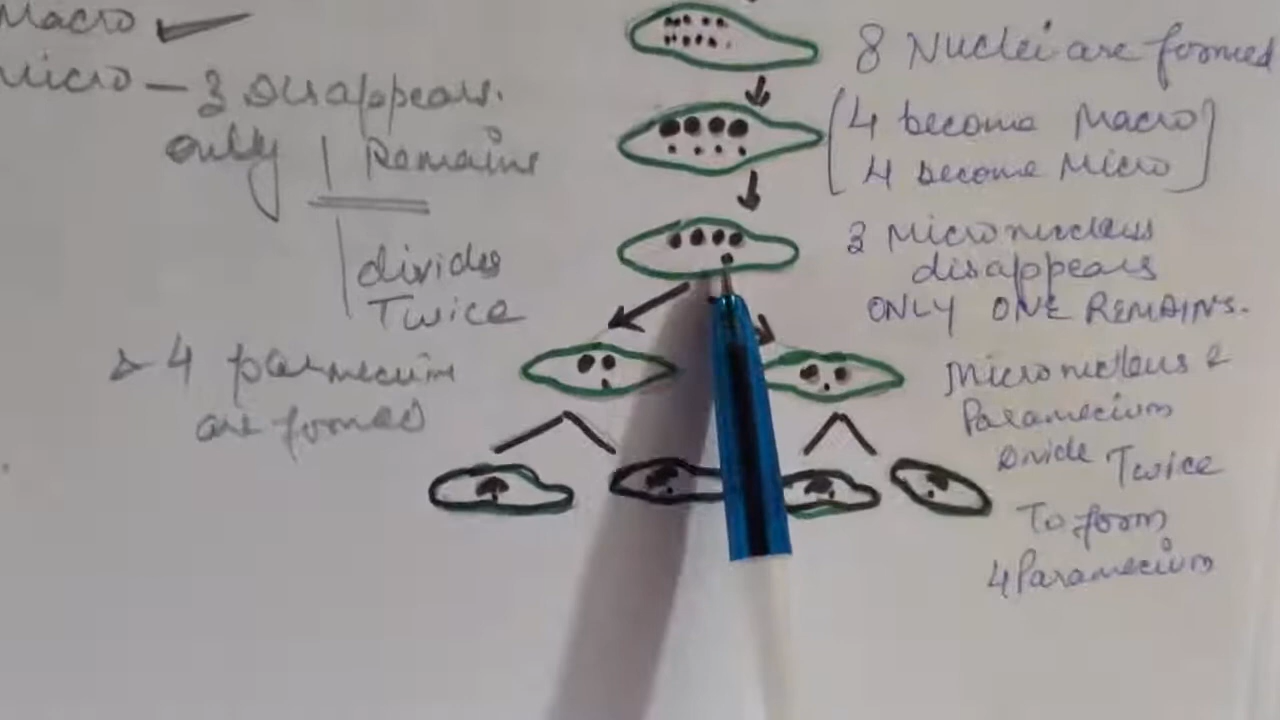 Macro ✓
Micro – 3 Disappears.
only 1 Remains
divides
Twice
4 paramecium
are formed
8 Nuclei are formed
4 become Macro
4 become Micro
3 Micronucleus
disappears
ONLY ONE REMAINS.
Micronucleus &
Paramecium
Divide Twice
To form
4 Paramecium